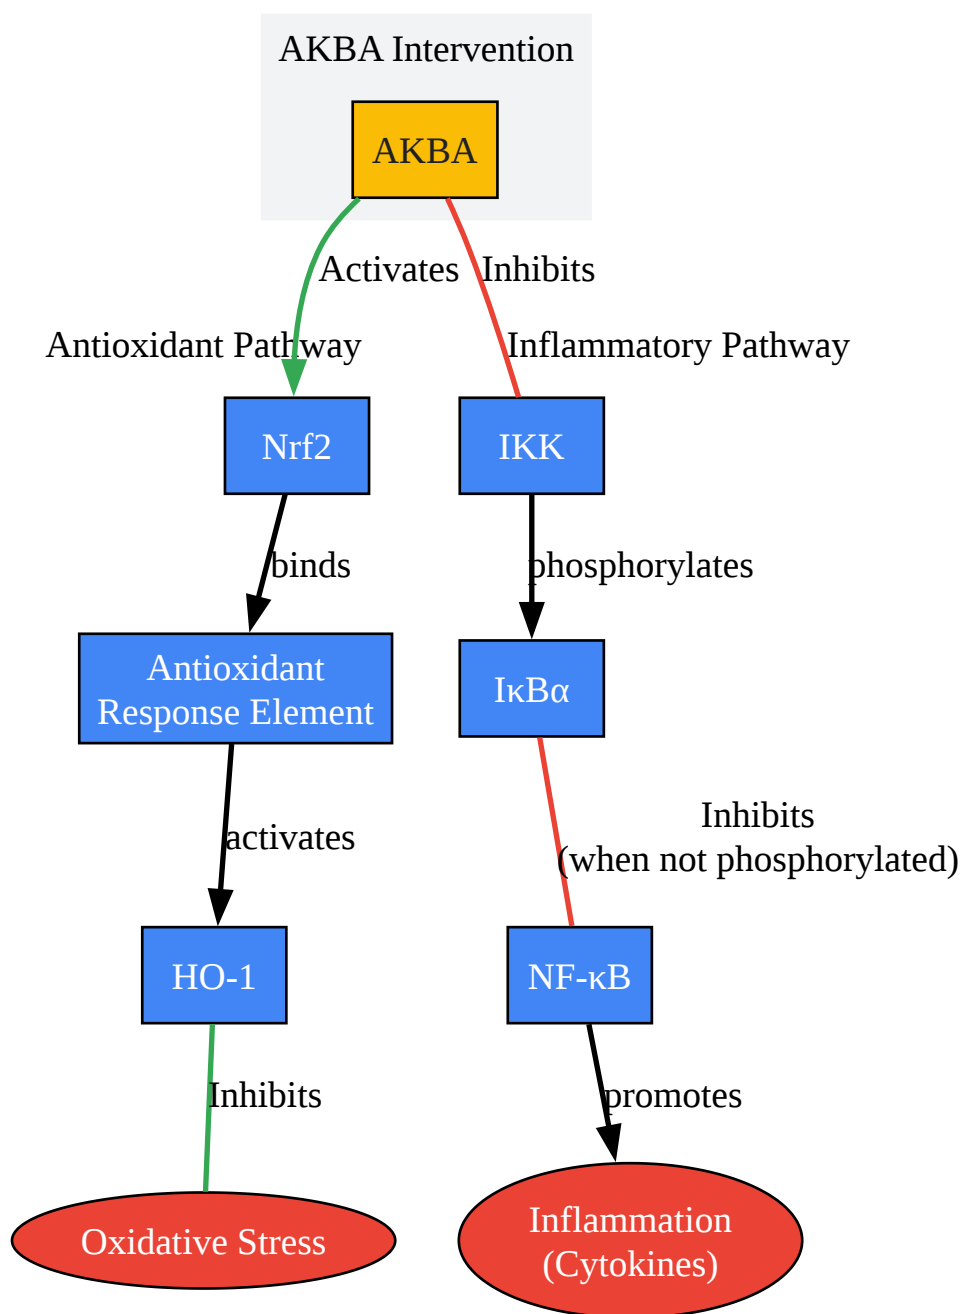 AKBA Intervention
AKBA
Activates
Inhibits
Antioxidant Pathway
Inflammatory Pathway
Nrf2
IKK
binds
phosphorylates
Antioxidant
Response Element
IκBα
activates
Inhibits
(when not phosphorylated)
HO-1
NF-κB
Inhibits
promotes
Oxidative Stress
Inflammation
(Cytokines)